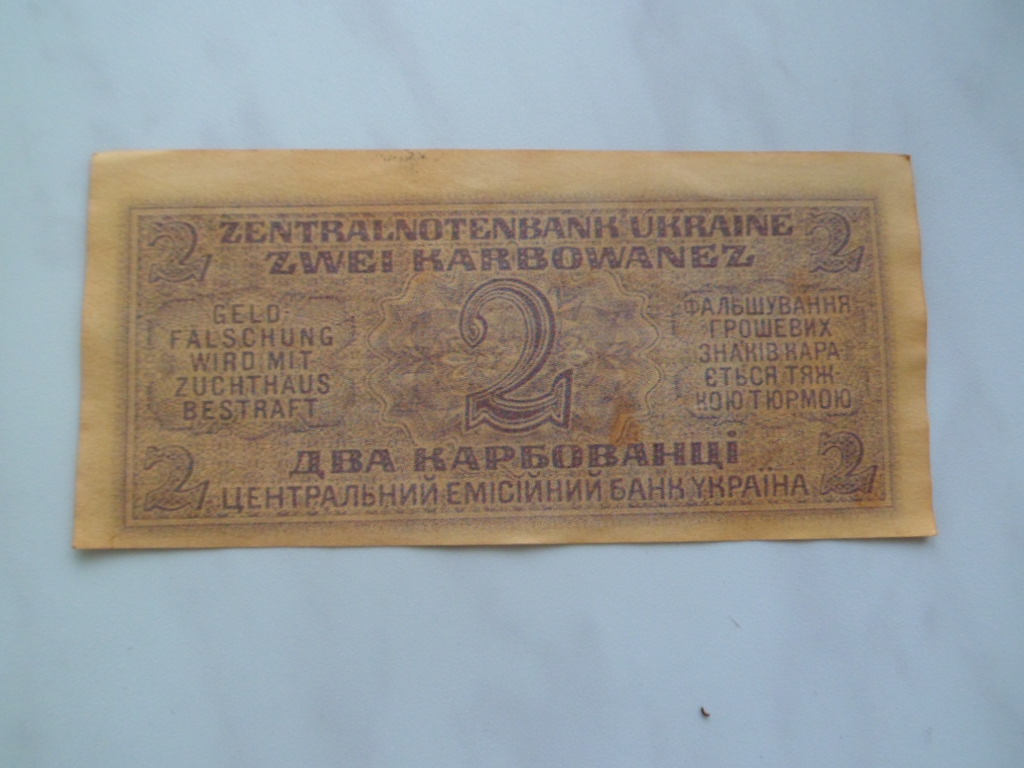 2 ZENTRALNOTENBANK UKRAINE 2
ZWEI KARBOWANEZ
GELD-
FÄLSCHUNG
WIRD MIT
ZUCHTHAUS
BESTRAFT
2
ФАЛЬШУВАННЯ
ГРОШЕВИХ
ЗНАКІВ КАРА-
ЄТЬСЯ ТЯЖ-
КОЮ ТЮРМОЮ
ДВА КАРБОВАНЦІ
2 ЦЕНТРАЛЬНИЙ ЕМІСІЙНИЙ БАНК УКРАЇНА 2